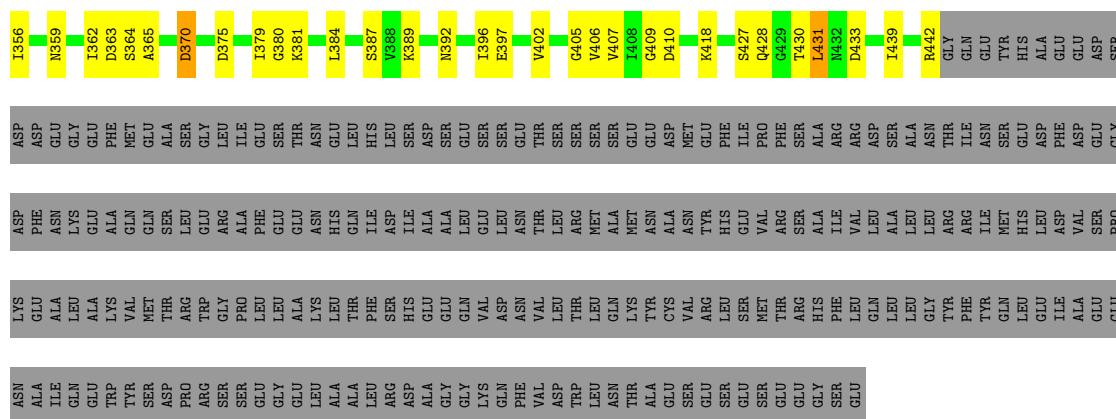 I356 N359 I362 D363 S364 A365 D370 D375 I379 G380 K381 L384 S387 V388 K389 N392 I396 E397 V402 G405 V406 V407 I408 G409 D410 K418 S427 Q428 G429 T430 L431 N432 D433 I439 R442 GLY GLN GLU TYR HIS ALA GLU GLU ASP SER
ASP ASP GLU GLY GLU PHE MET GLU ALA SER GLY LEU ILE GLU SER THR ASN GLU LEU HIS LEU SER ASP SER GLU SER SER GLU THR SER SER SER SER GLU GLU ASP MET GLU PHE ILE PRO PHE SER ALA ARG ARG ASP SER ALA ASN THR ILE ASN SER GLU ASP PHE ASP GLU GLY
ASP PHE ASN LYS GLU ALA GLN GLN SER LEU GLU ARG ALA PHE GLU GLU ASN HIS GLN ILE ASP ILE ALA ALA LEU GLU LEU ASN THR LEU ARG MET ALA MET ASN ALA ASN TYR HIS GLU VAL ARG SER ALA ILE VAL LEU ALA LEU LEU ARG ARG ILE MET HIS LEU ASP VAL SER PRO
LYS GLU ALA LEU ALA LYS VAL MET THR ARG TRP GLY PRO LEU LEU ALA LYS LEU THR PHE SER HIS GLU GLU GLN VAL ASP ASN VAL LEU THR LEU GLN LYS TYR CYS VAL ARG LEU SER MET THR ARG HIS PHE LEU GLN LEU LEU GLY TYR PHE TYR GLN LEU GLU ILE ALA GLU GLU
ASN ALA ILE GLN GLU TRP TYR SER ASP PRO ARG SER SER GLU GLY GLU LEU ALA ALA LEU ARG ASP ALA GLY GLY LYS GLN PHE VAL ASP TRP LEU ASN THR ALA GLU SER GLU SER GLU SER GLU GLU GLY SER GLU